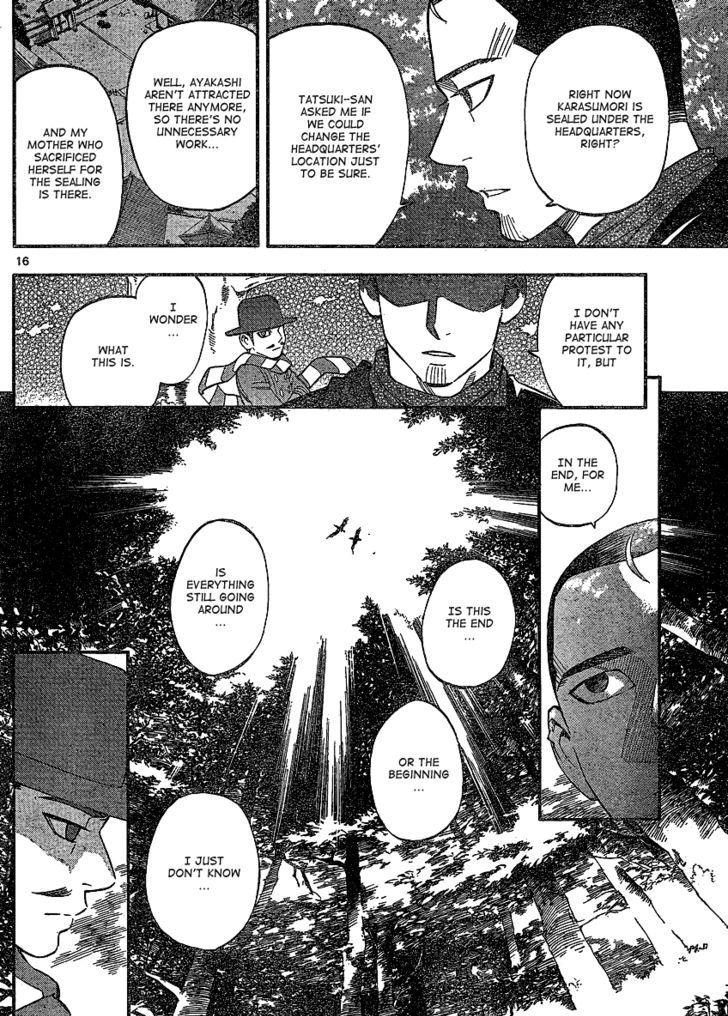 RIGHT NOW
KARASUMORI IS
SEALED UNDER THE
HEADQUARTERS,
RIGHT?
TATSUKI-SAN
ASKED ME IF
WE COULD
CHANGE THE
HEADQUARTERS'
LOCATION JUST
TO BE SURE.
WELL, AYAKASHI
AREN'T ATTRACTED
THERE ANYMORE,
SO THERE'S NO
UNNECESSARY
WORK...
AND MY
MOTHER WHO
SACRIFICED
HERSELF FOR
THE SEALING
IS THERE.
16
I DON'T
HAVE ANY
PARTICULAR
PROTEST TO
IT, BUT
I
WONDER
...
WHAT
THIS IS.
IN THE
END, FOR
ME...
IS THIS
THE END
...
IS
EVERYTHING
STILL GOING
AROUND
...
OR THE
BEGINNING
...
I JUST
DON'T KNOW
...